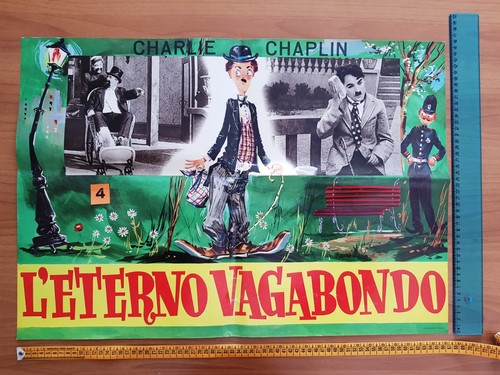 CHARLIE CHAPLIN
4
L'ETERNO VAGABONDO